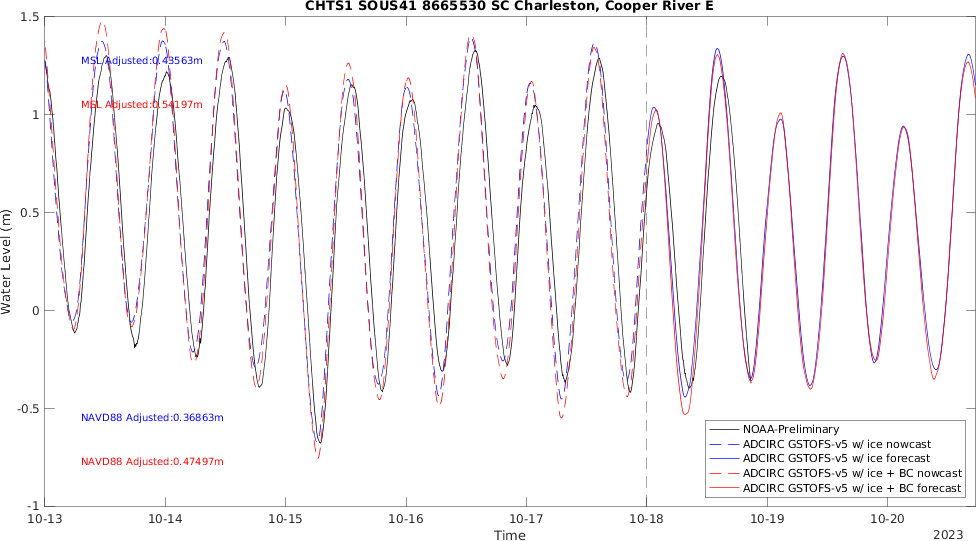 CHTS1 SOUS41 8665530 SC Charleston, Cooper River E
1.5
1
0.5
0
-0.5
-1
Water Level (m)
MSL Adjusted:0.43563m
MSL Adjusted:0.54197m
NAVD88 Adjusted:0.36863m
NAVD88 Adjusted:0.47497m
NOAA-Preliminary
ADCIRC GSTOFS-v5 w/ ice nowcast
ADCIRC GSTOFS-v5 w/ ice forecast
ADCIRC GSTOFS-v5 w/ ice + BC nowcast
ADCIRC GSTOFS-v5 w/ ice + BC forecast
10-13 10-14 10-15 10-16 10-17 10-18 10-19 10-20
Time
2023